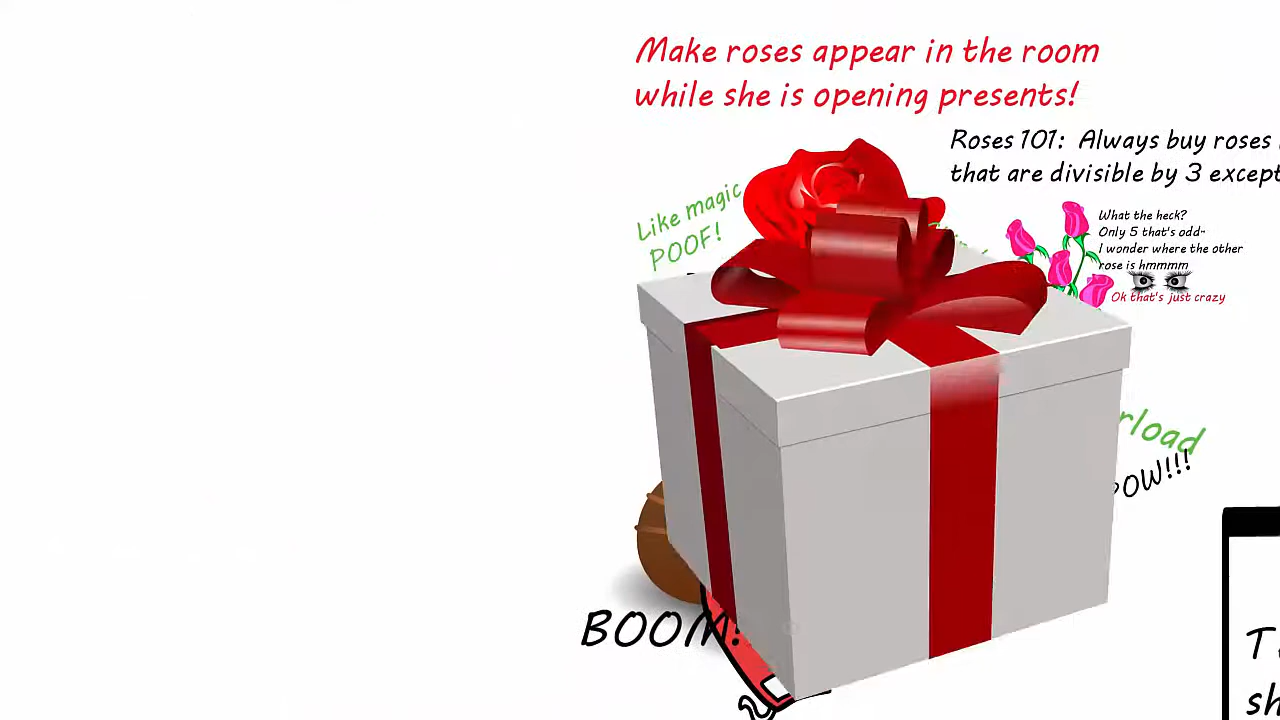 Make roses appear in the room
while she is opening presents!
Roses 101: Always buy roses
that are divisible by 3 except
Like magic
POOF!
What the heck?
Only 5 that's odd-
I wonder where the other
rose is hmmmm
Ok that's just crazy
rload
POW!!!
BOOM!
sh